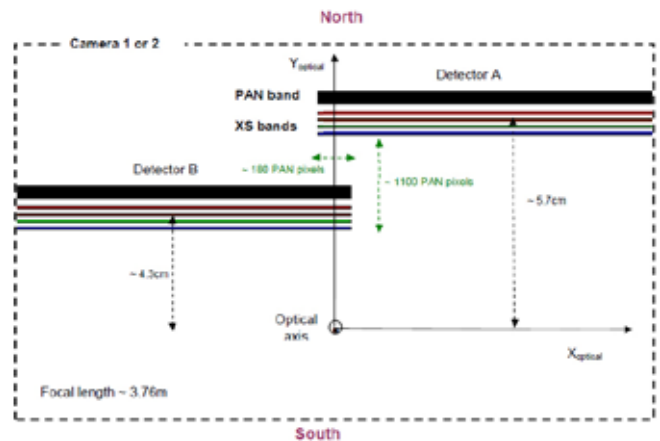 North
Camera 1 or 2
Yoptical
Detector A
PAN band
XS bands
Detector B
~ 180 PAN pixels
~ 1100 PAN pixels
~ 5.7cm
~ 4.3cm
Optical
axis
Xoptical
Focal length ~ 3.76m
South